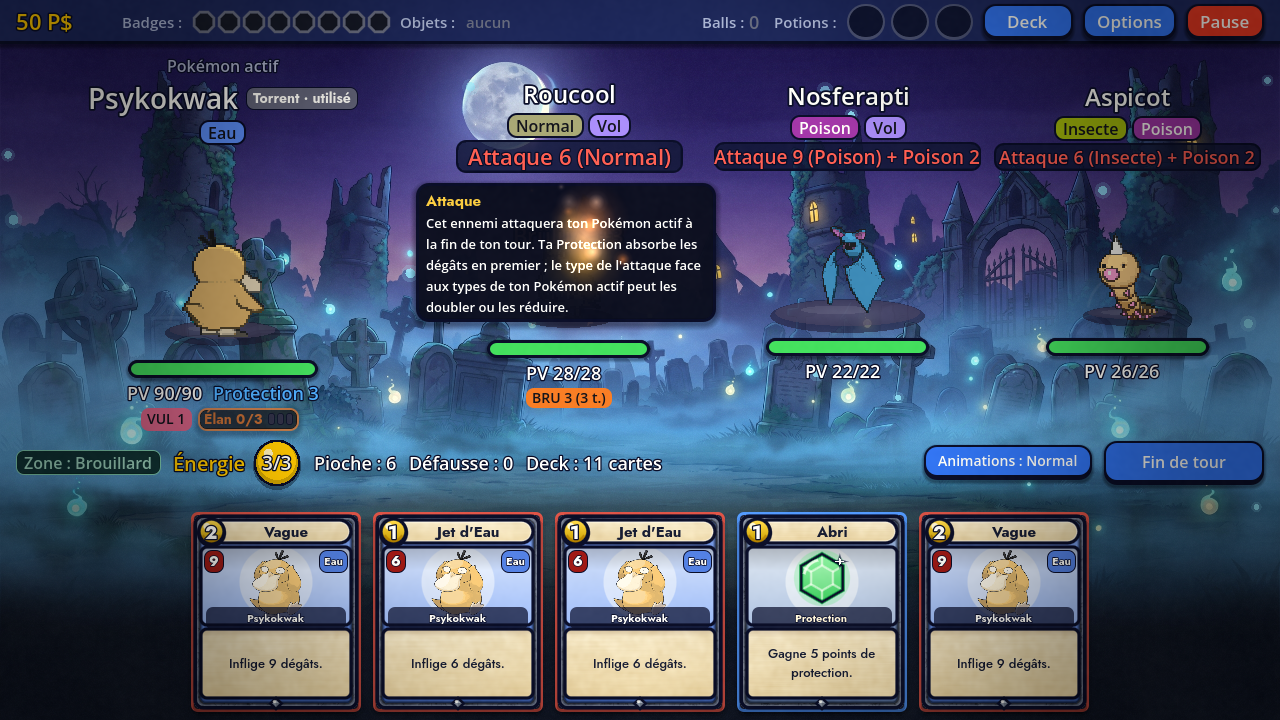 50 P$
Badges :
Objets : aucun
Balls : 0
Potions :
Deck
Options
Pause
Pokémon actif
Psykokwak
Torrent · utilisé
Eau
Roucool
Normal
Vol
Attaque 6 (Normal)
Nosferapti
Poison
Vol
Attaque 9 (Poison) + Poison 2
Aspicot
Insecte
Poison
Attaque 6 (Insecte) + Poison 2
Attaque
Cet ennemi attaquera ton Pokémon actif à
la fin de ton tour. Ta Protection absorbe les
dégâts en premier ; le type de l'attaque face
aux types de ton Pokémon actif peut les
doubler ou les réduire.
PV 90/90 Protection 3
VUL 1
Élan 0/3
PV 28/28
BRU 3 (3 t.)
PV 22/22
PV 26/26
Zone : Brouillard
Énergie
3/3
Pioche : 6
Défausse : 0
Deck : 11 cartes
Animations : Normal
Fin de tour
2
Vague
9
Eau
Psykokwak
Inflige 9 dégâts.
1
Jet d'Eau
6
Eau
Psykokwak
Inflige 6 dégâts.
1
Jet d'Eau
6
Eau
Psykokwak
Inflige 6 dégâts.
1
Abri
Protection
Gagne 5 points de
protection.
2
Vague
9
Eau
Psykokwak
Inflige 9 dégâts.